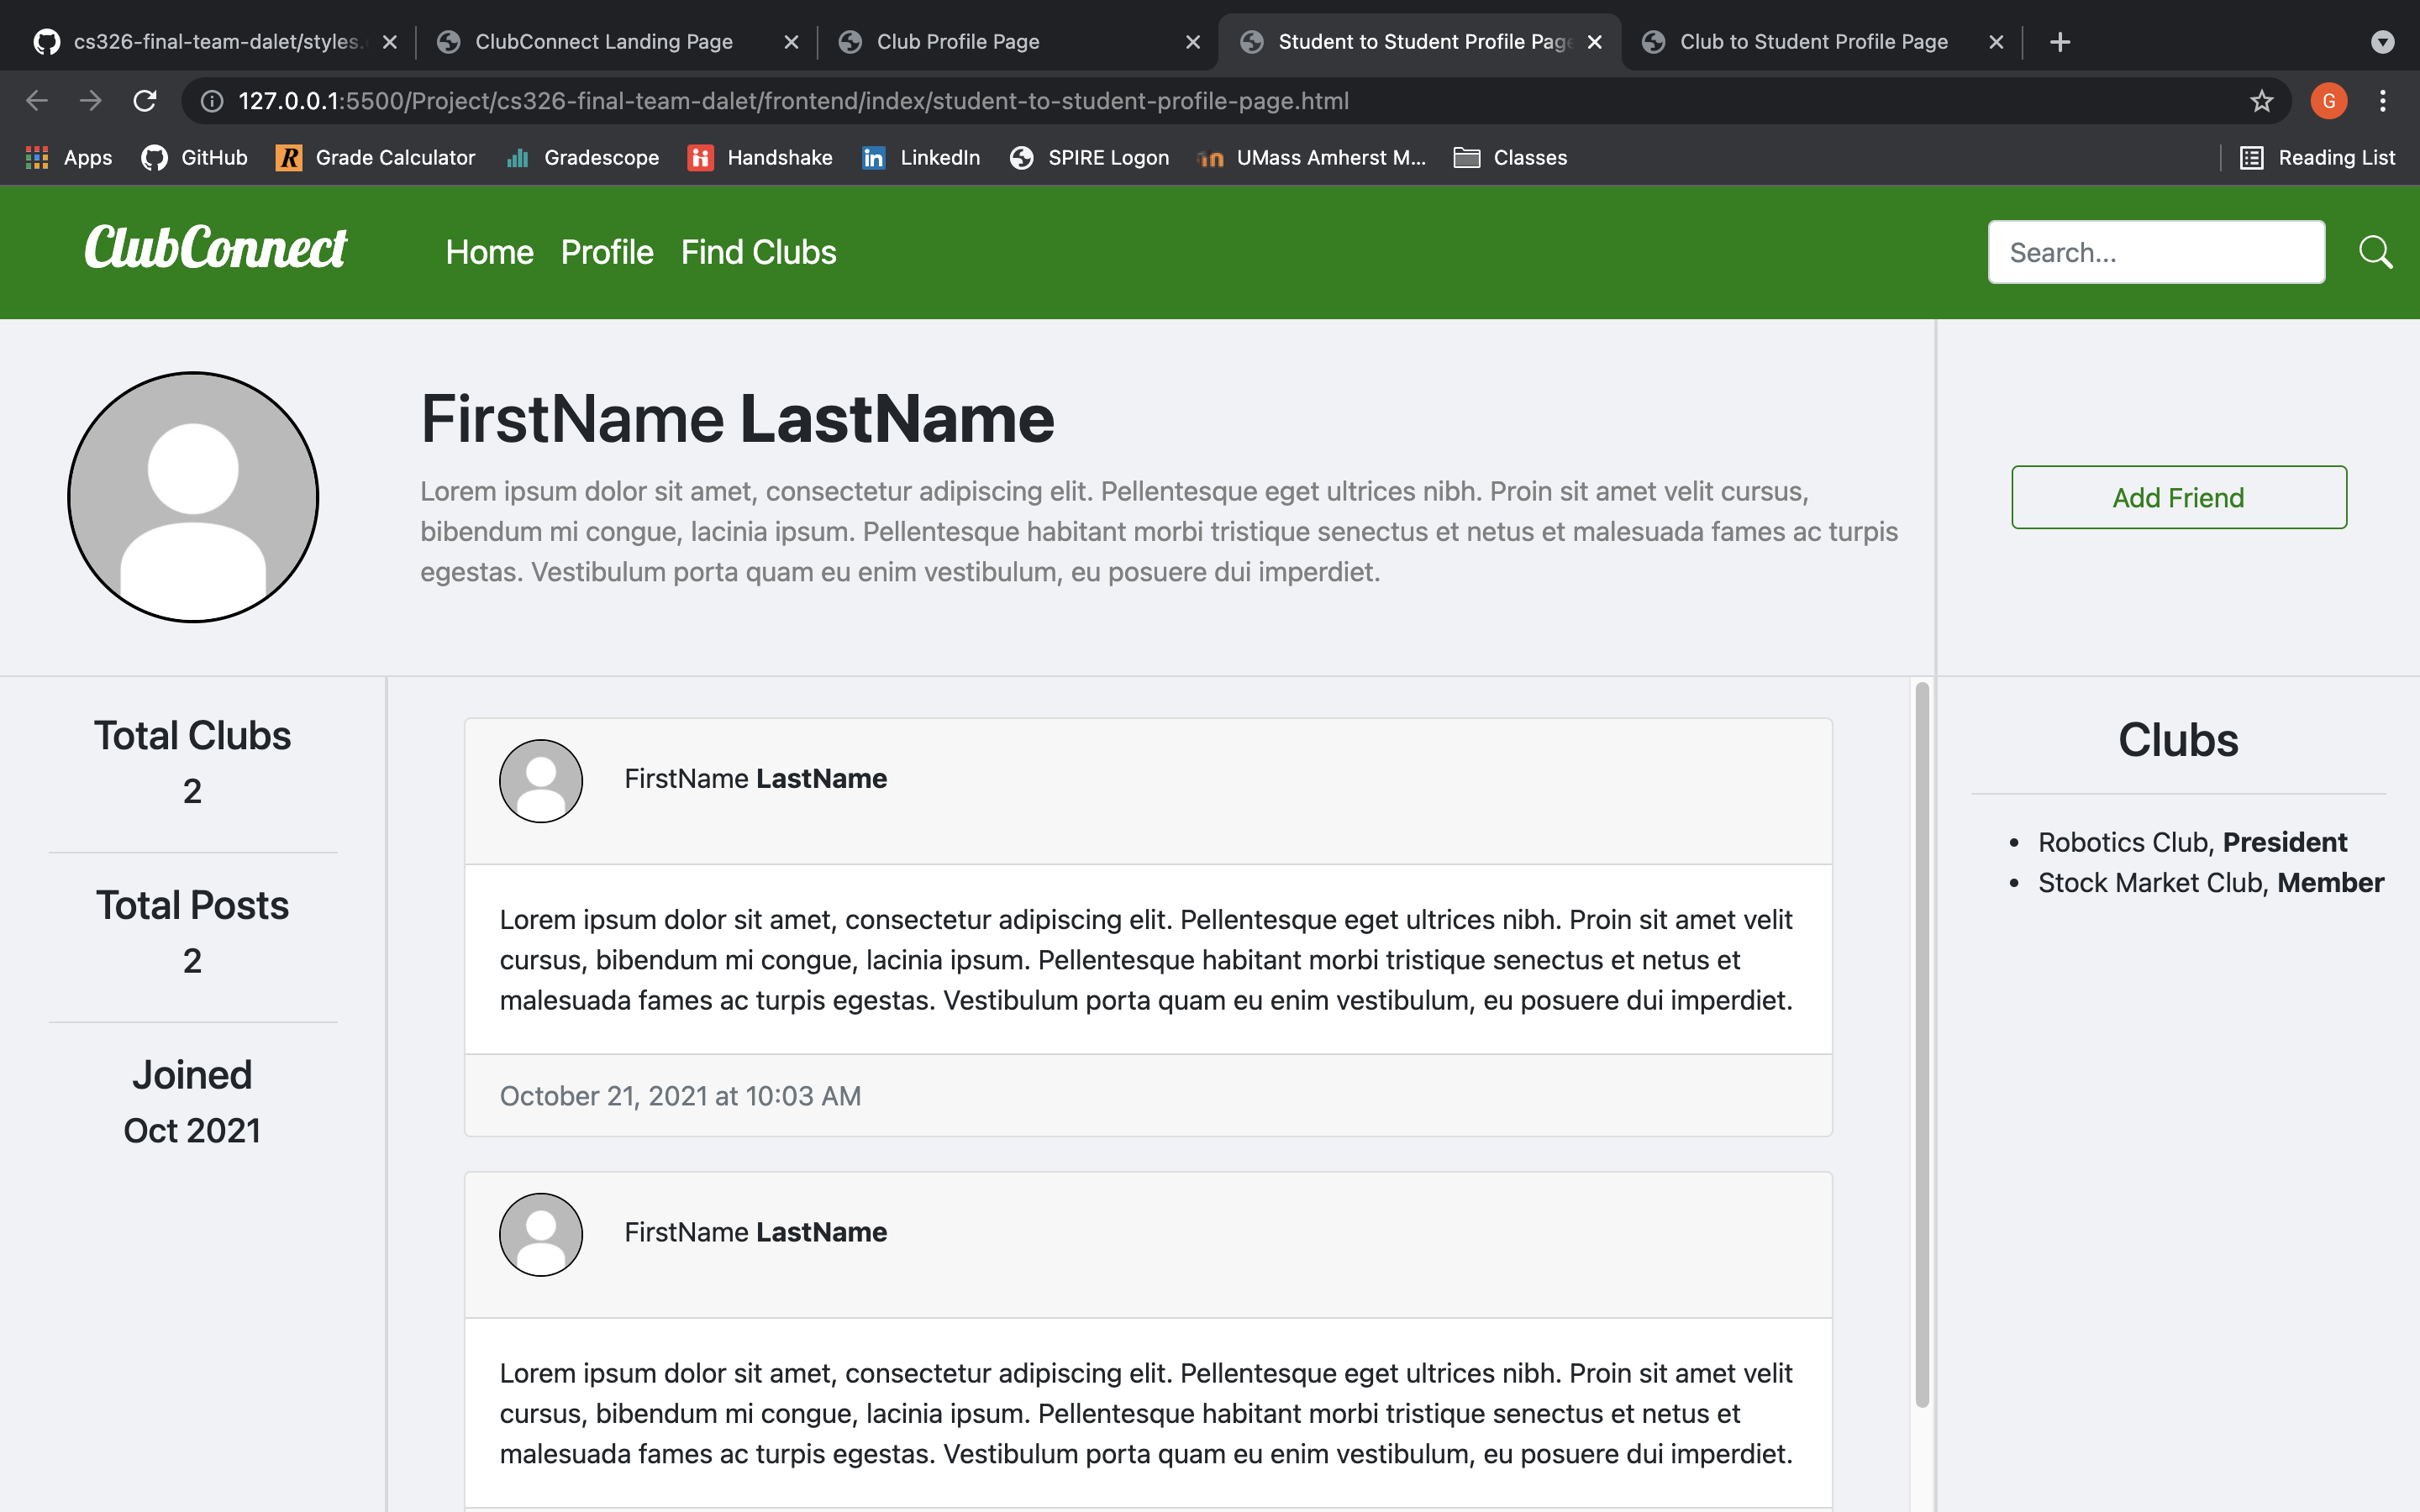 cs326-final-team-dalet/styles.
ClubConnect Landing Page
Club Profile Page
Student to Student Profile Page
Club to Student Profile Page
127.0.0.1:5500/Project/cs326-final-team-dalet/frontend/index/student-to-student-profile-page.html
G
Apps
GitHub
R
Grade Calculator
Gradescope
Handshake
in
LinkedIn
SPIRE Logon
UMass Amherst M...
Classes
Reading List
ClubConnect
Home
Profile
Find Clubs
Search...
FirstName LastName
Lorem ipsum dolor sit amet, consectetur adipiscing elit. Pellentesque eget ultrices nibh. Proin sit amet velit cursus,
bibendum mi congue, lacinia ipsum. Pellentesque habitant morbi tristique senectus et netus et malesuada fames ac turpis
egestas. Vestibulum porta quam eu enim vestibulum, eu posuere dui imperdiet.
Add Friend
Total Clubs
2
Total Posts
2
Joined
Oct 2021
FirstName LastName
Lorem ipsum dolor sit amet, consectetur adipiscing elit. Pellentesque eget ultrices nibh. Proin sit amet velit
cursus, bibendum mi congue, lacinia ipsum. Pellentesque habitant morbi tristique senectus et netus et
malesuada fames ac turpis egestas. Vestibulum porta quam eu enim vestibulum, eu posuere dui imperdiet.
October 21, 2021 at 10:03 AM
FirstName LastName
Lorem ipsum dolor sit amet, consectetur adipiscing elit. Pellentesque eget ultrices nibh. Proin sit amet velit
cursus, bibendum mi congue, lacinia ipsum. Pellentesque habitant morbi tristique senectus et netus et
malesuada fames ac turpis egestas. Vestibulum porta quam eu enim vestibulum, eu posuere dui imperdiet.
Clubs
• Robotics Club, President
• Stock Market Club, Member